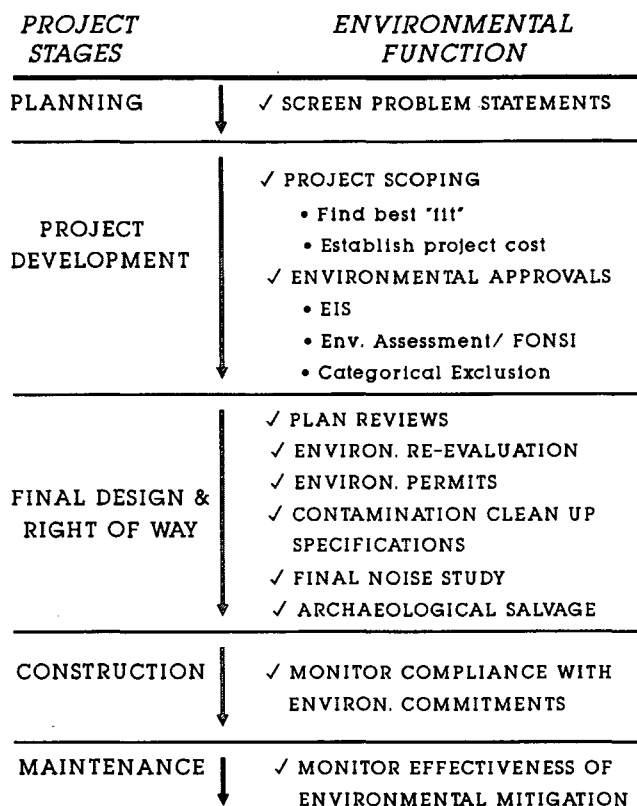 PROJECT STAGES
ENVIRONMENTAL FUNCTION
PLANNING
✓ SCREEN PROBLEM STATEMENTS
PROJECT DEVELOPMENT
✓ PROJECT SCOPING
• Find best "fit"
• Establish project cost
✓ ENVIRONMENTAL APPROVALS
• EIS
• Env. Assessment/ FONSI
• Categorical Exclusion
FINAL DESIGN &
RIGHT OF WAY
✓ PLAN REVIEWS
✓ ENVIRON. RE-EVALUATION
✓ ENVIRON. PERMITS
✓ CONTAMINATION CLEAN UP
SPECIFICATIONS
✓ FINAL NOISE STUDY
✓ ARCHAEOLOGICAL SALVAGE
CONSTRUCTION
✓ MONITOR COMPLIANCE WITH
ENVIRON. COMMITMENTS
MAINTENANCE
✓ MONITOR EFFECTIVENESS OF
ENVIRONMENTAL MITIGATION